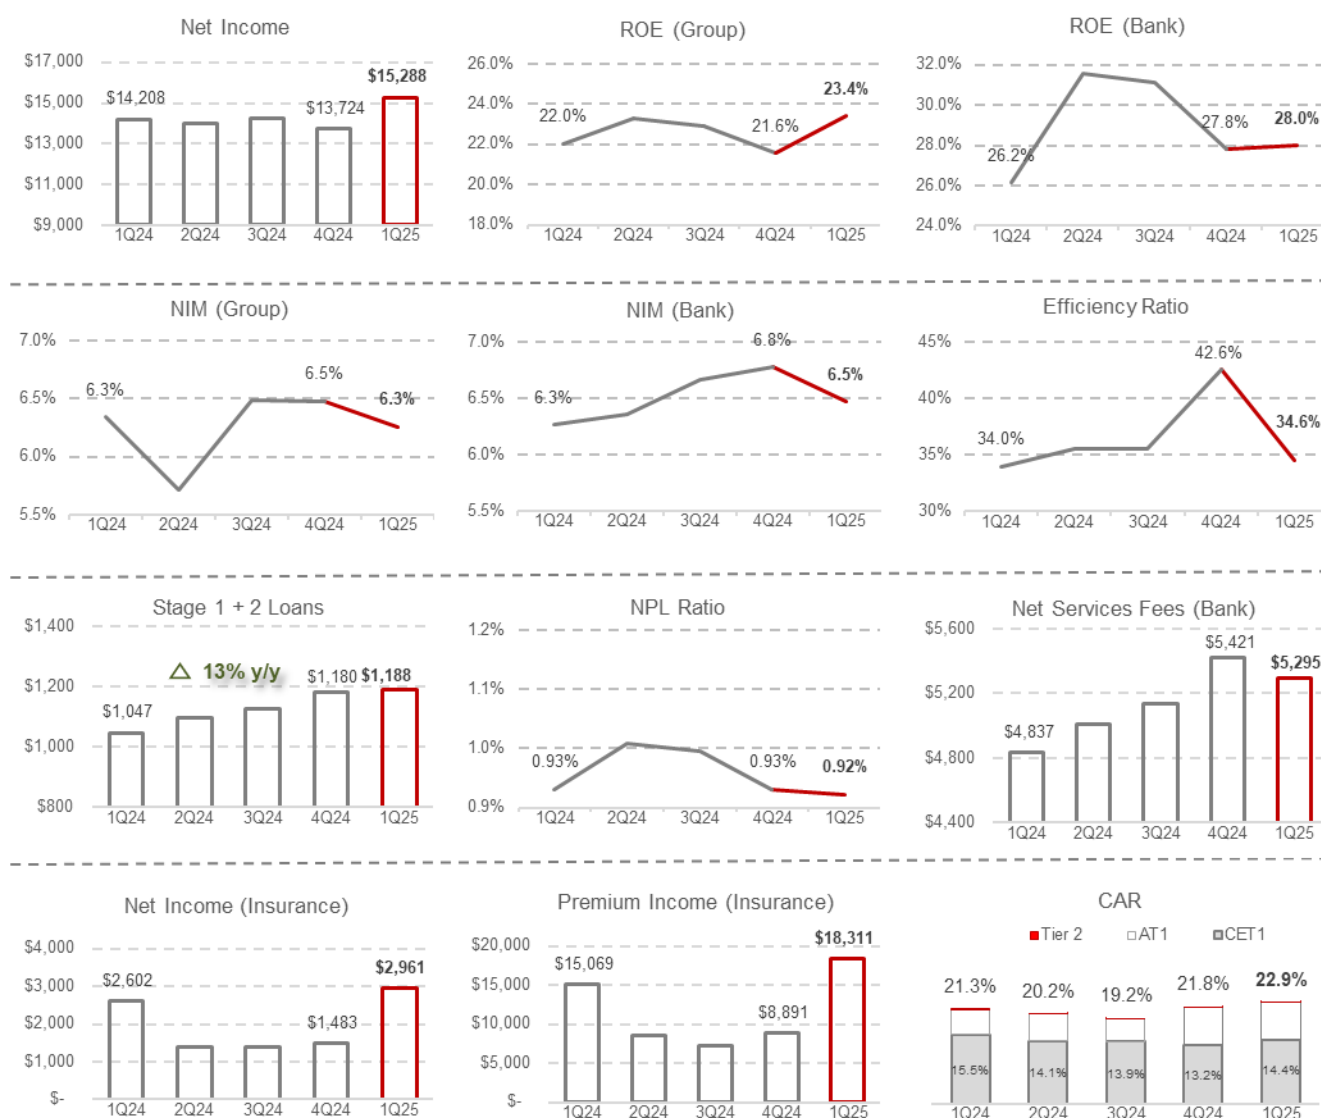 Net Income
$17,000
$15,000
$13,000
$11,000
$9,000
$14,208
$13,724
$15,288
1Q24 2Q24 3Q24 4Q24 1Q25
ROE (Group)
26.0%
24.0%
22.0%
20.0%
18.0%
22.0%
21.6%
23.4%
1Q24 2Q24 3Q24 4Q24 1Q25
ROE (Bank)
32.0%
30.0%
28.0%
26.0%
24.0%
26.2%
27.8%
28.0%
1Q24 2Q24 3Q24 4Q24 1Q25
NIM (Group)
7.0%
6.5%
6.0%
5.5%
6.3%
6.5%
6.3%
1Q24 2Q24 3Q24 4Q24 1Q25
NIM (Bank)
7.0%
6.5%
6.0%
5.5%
6.3%
6.8%
6.5%
1Q24 2Q24 3Q24 4Q24 1Q25
Efficiency Ratio
45%
40%
35%
30%
34.0%
42.6%
34.6%
1Q24 2Q24 3Q24 4Q24 1Q25
Stage 1 + 2 Loans
$1,400
$1,200
$1,000
$800
△ 13% y/y
$1,047
$1,180
$1,188
1Q24 2Q24 3Q24 4Q24 1Q25
NPL Ratio
1.2%
1.1%
1.0%
0.9%
0.93%
0.93%
0.92%
1Q24 2Q24 3Q24 4Q24 1Q25
Net Services Fees (Bank)
$5,600
$5,200
$4,800
$4,400
$4,837
$5,421
$5,295
1Q24 2Q24 3Q24 4Q24 1Q25
Net Income (Insurance)
$4,000
$3,000
$2,000
$1,000
$-
$2,602
$1,483
$2,961
1Q24 2Q24 3Q24 4Q24 1Q25
Premium Income (Insurance)
$20,000
$15,000
$10,000
$5,000
$-
$15,069
$8,891
$18,311
1Q24 2Q24 3Q24 4Q24 1Q25
CAR
Tier 2 AT1 CET1
21.3% 20.2% 19.2% 21.8% 22.9%
15.5% 14.1% 13.9% 13.2% 14.4%
1Q24 2Q24 3Q24 4Q24 1Q25